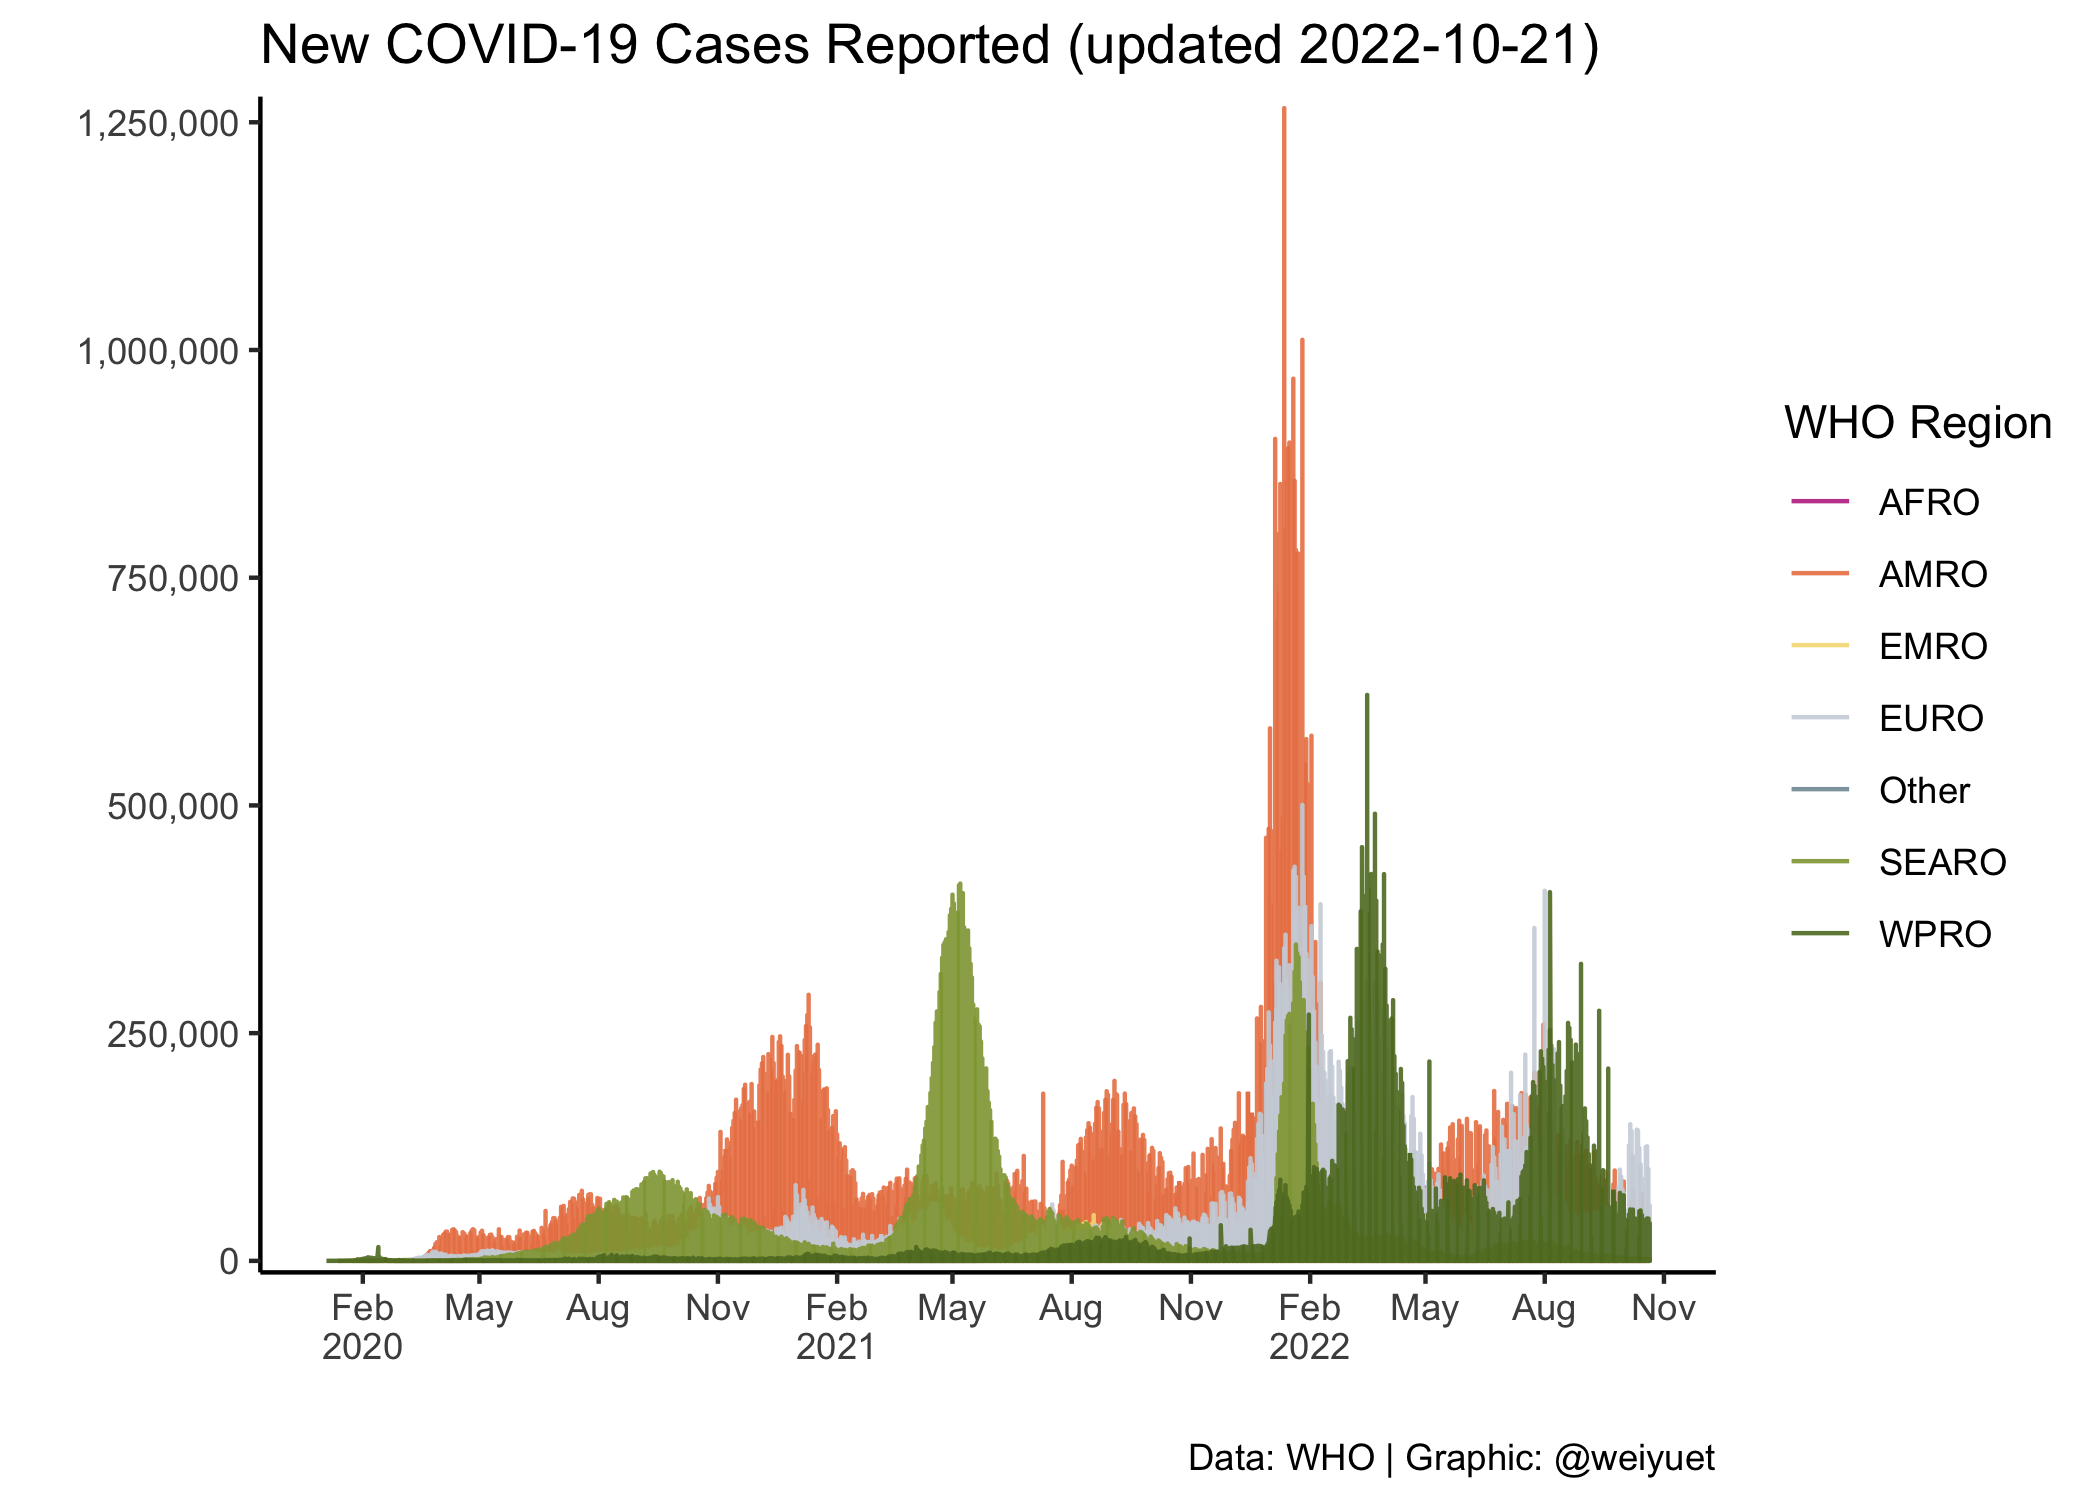 New COVID-19 Cases Reported (updated 2022-10-21)
1,250,000
1,000,000
750,000
500,000
250,000
0
Feb May Aug Nov Feb May Aug Nov Feb May Aug Nov
2020 2021 2022
WHO Region
AFRO
AMRO
EMRO
EURO
Other
SEARO
WPRO
Data: WHO | Graphic: @weiyuet